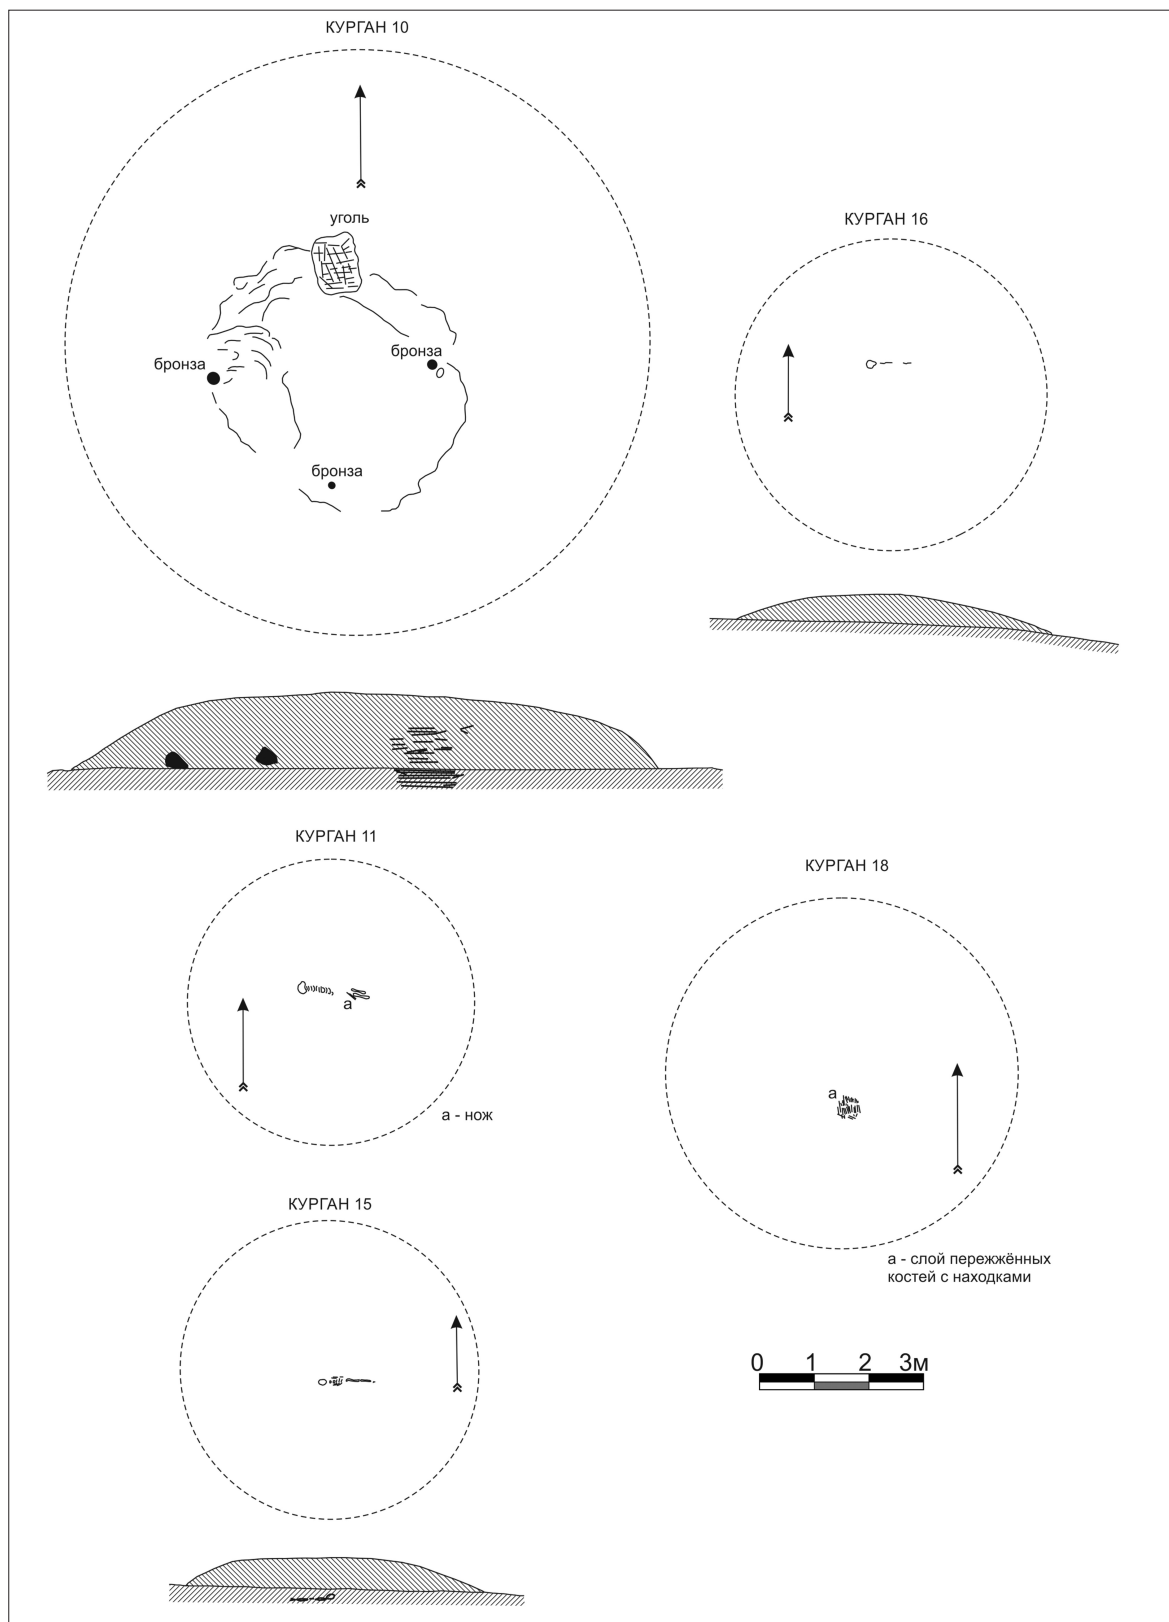 КУРГАН 10
уголь
бронза
бронза
бронза
КУРГАН 16
КУРГАН 11
а
а - нож
КУРГАН 18
а
а - слой пережжённых
костей с находками
КУРГАН 15
0 1 2 3м